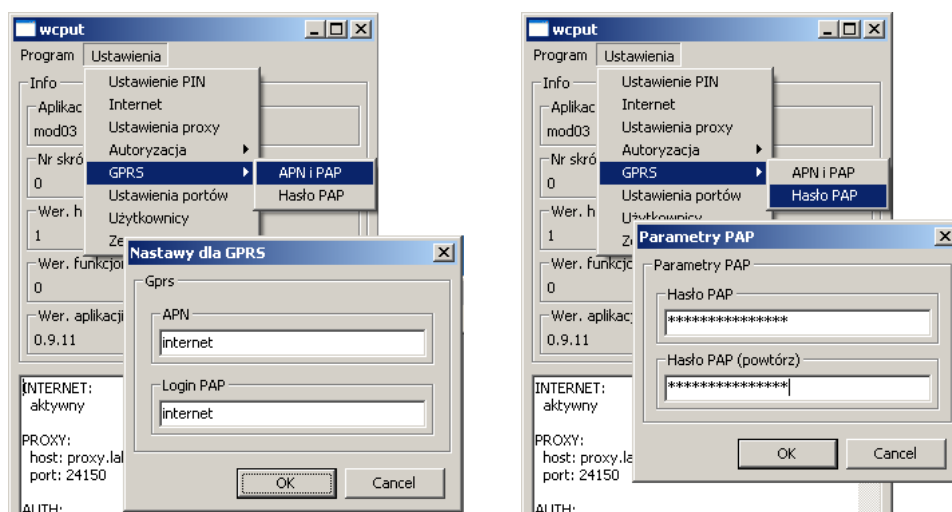 wcput
Program Ustawienia
Info
Ustawienie PIN
Internet
Aplikac
Ustawienia proxy
mod03
Autoryzacja
Nr skró
GPRS
APN i PAP
0
Ustawienia portów
Hasło PAP
Wer. h
Użytkownicy
1
Ze
Nastawy dla GPRS
Wer. funkcjo
Gprs
0
Wer. aplikacji
APN
0.9.11
internet
INTERNET:
aktywny
Login PAP
internet
PROXY:
host: proxy.lal
port: 24150
OK
Cancel
AUTH:
wcput
Program Ustawienia
Info
Ustawienie PIN
Internet
Aplikac
Ustawienia proxy
mod03
Autoryzacja
Nr skró
GPRS
APN i PAP
0
Ustawienia portów
Hasło PAP
Wer. h
Użytkownicy
1
Z
Parametry PAP
Wer. funkcjo
Parametry PAP
0
Hasło PAP
***************
Wer. aplikac
0.9.11
Hasło PAP (powtórz)
***************
INTERNET:
aktywny
PROXY:
host: proxy.la
port: 24150
OK
Cancel
AUTH: